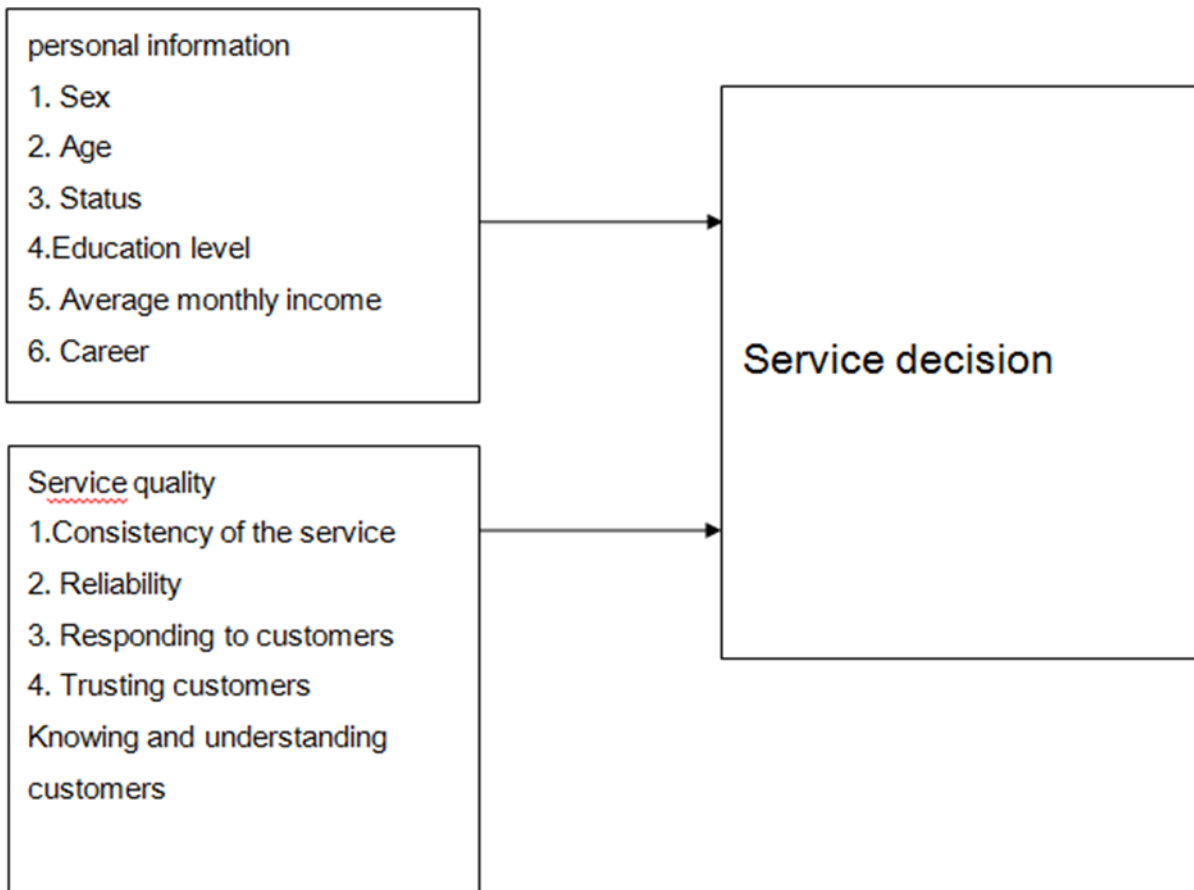 personal information
1. Sex
2. Age
3. Status
4.Education level
5. Average monthly income
6. Career
Service decision
Service quality
1.Consistency of the service
2. Reliability
3. Responding to customers
4. Trusting customers
Knowing and understanding
customers